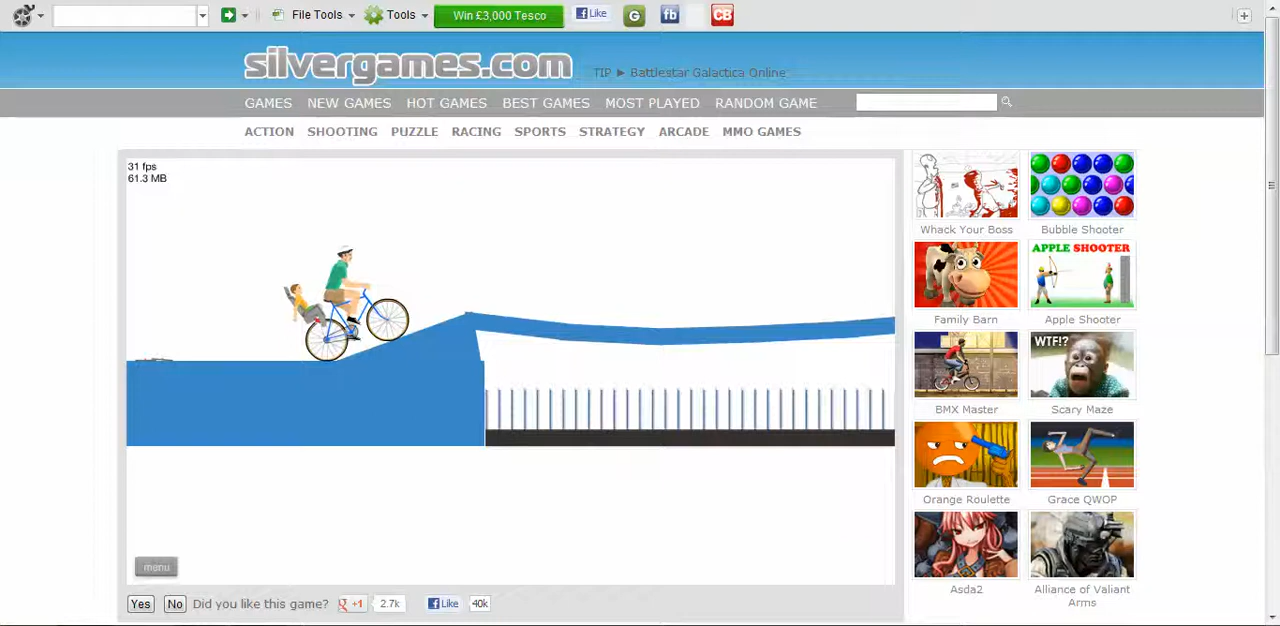 File Tools Tools Win £3,000 Tesco Like G fb CB
silvergames.com
TIP ► Battlestar Galactica Online
GAMES NEW GAMES HOT GAMES BEST GAMES MOST PLAYED RANDOM GAME
ACTION SHOOTING PUZZLE RACING SPORTS STRATEGY ARCADE MMO GAMES
31 fps
61.3 MB
Whack Your Boss Bubble Shooter
APPLE SHOOTER
Family Barn Apple Shooter
WTF!?
BMX Master Scary Maze
Orange Roulette Grace QWOP
menu
Asda2 Alliance of Valiant Arms
Yes No Did you like this game? +1 2.7k Like 40k